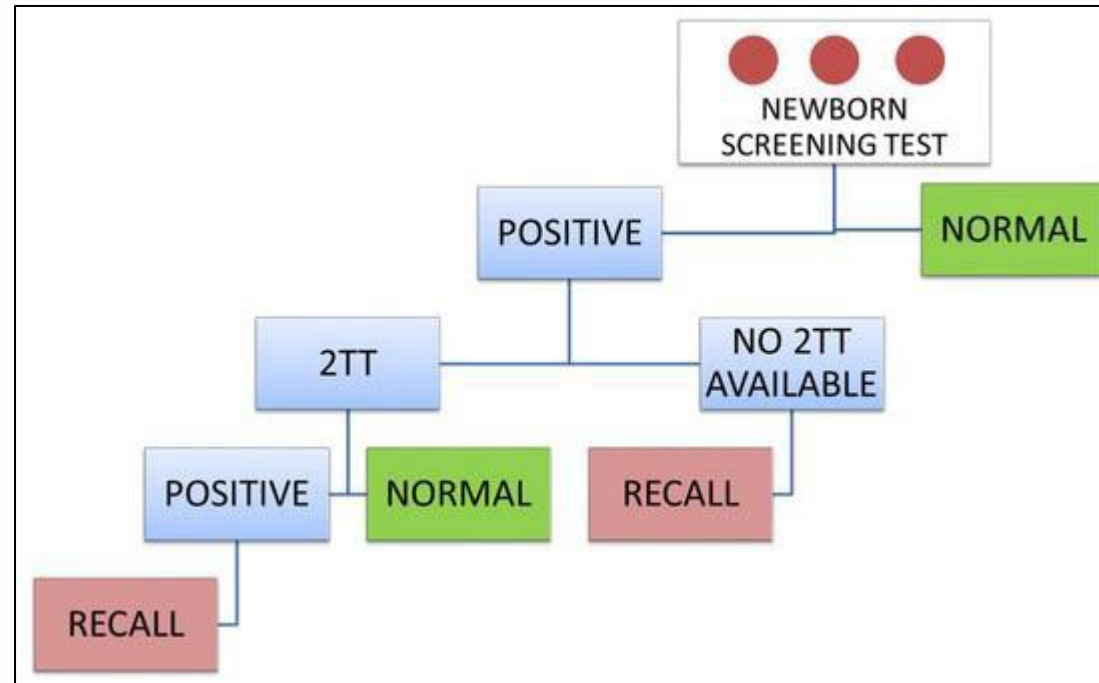 NEWBORN
SCREENING TEST
POSITIVE
NORMAL
2TT
NO 2TT
AVAILABLE
POSITIVE
NORMAL
RECALL
RECALL